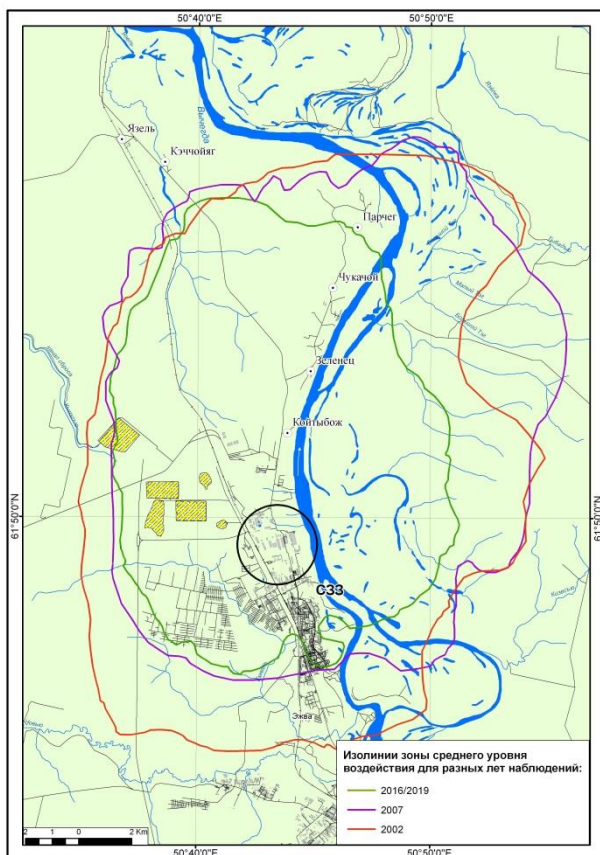 50°40'0"E
50°50'0"E
Вычегда
Язель
Кэччойяг
Парчег
Чукачой
Малый Тэв
Зеленец
Койтыбож
61°50'0"N
61°50'0"N
СЗЗ
Эжва
Изолинии зоны среднего уровня
воздействия для разных лет наблюдений:
2016/2019
2007
2002
2 1 0 2 Km
50°40'0"E
50°50'0"E